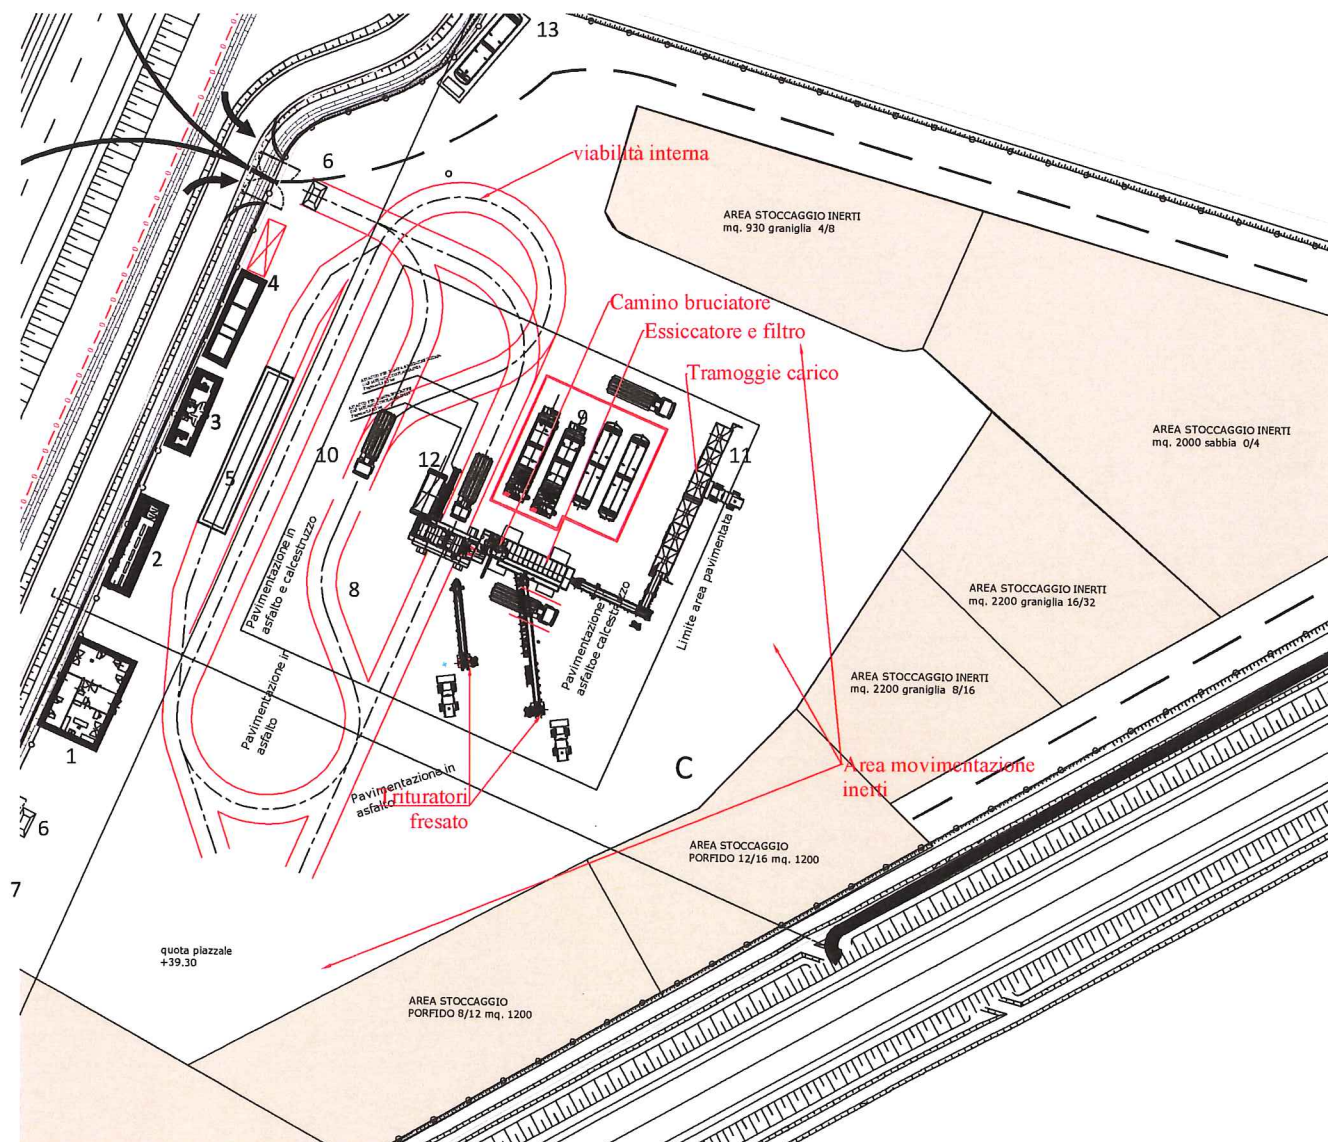 13
6
viabilità interna
AREA STOCCAGGIO INERTI
mq. 930 graniglia 4/8
4
Camino bruciatore
Essiccatore e filtro
Tramoggie carico
3
5
10
12
9
11
AREA STOCCAGGIO INERTI
mq. 2000 sabbia 0/4
2
8
Pavimentazione in
asfalto e calcestruzzo
Pavimentazione
asfaltoe calcestruzzo
Limite area pavimentata
AREA STOCCAGGIO INERTI
mq. 2200 graniglia 16/32
AREA STOCCAGGIO INERTI
mq. 2200 graniglia 8/16
1
Pavimentazione in
asfalto
C
Area movimentazione
inerti
Pavimentazione in
asfalto
Trituratori
fresato
6
7
AREA STOCCAGGIO
PORFIDO 12/16 mq. 1200
quota piazzale
+39.30
AREA STOCCAGGIO
PORFIDO 8/12 mq. 1200